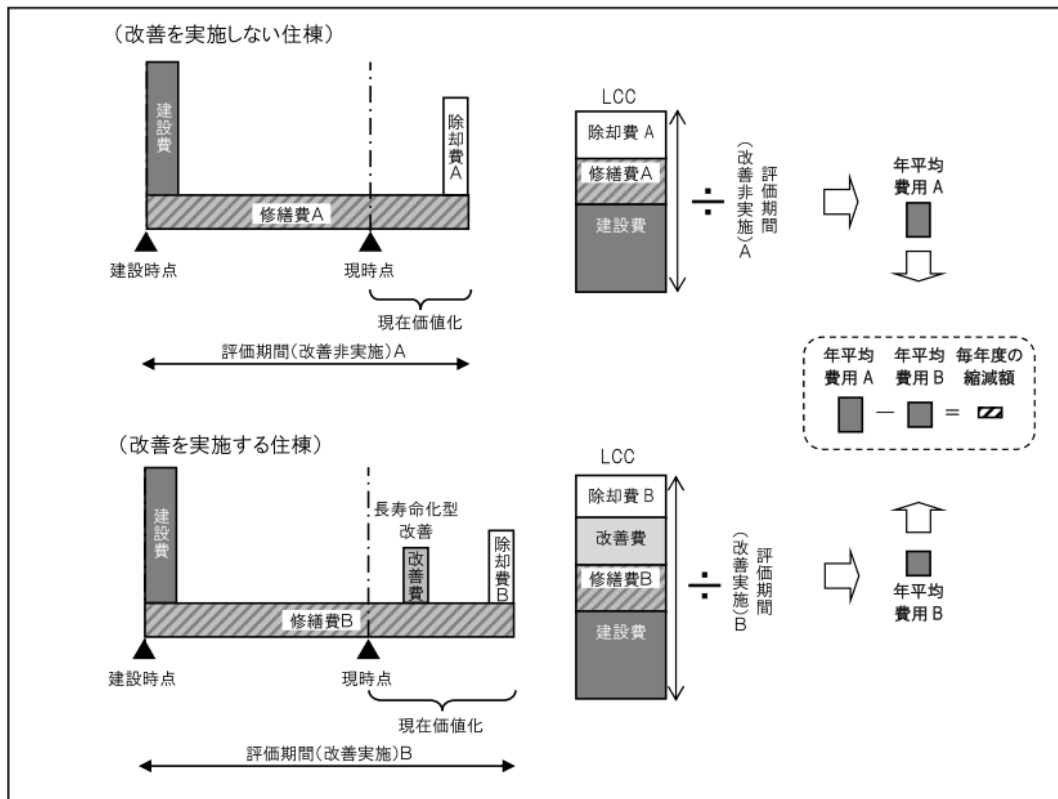 （改善を実施しない住棟）
建設費
除却費A
修繕費A
建設時点
現時点
現在価値化
評価期間（改善非実施）A
LCC
除却費 A
修繕費A
建設費
÷
評価期間
（改善非実施）A
年平均
費用 A
年平均
費用 A
年平均
費用 B
毎年度の
縮減額
－
＝
（改善を実施する住棟）
建設費
長寿命化型
改善
改善費
除却費B
修繕費B
建設時点
現時点
現在価値化
評価期間（改善実施）B
LCC
除却費 B
改善費
修繕費B
建設費
÷
評価期間
（改善実施）B
年平均
費用 B